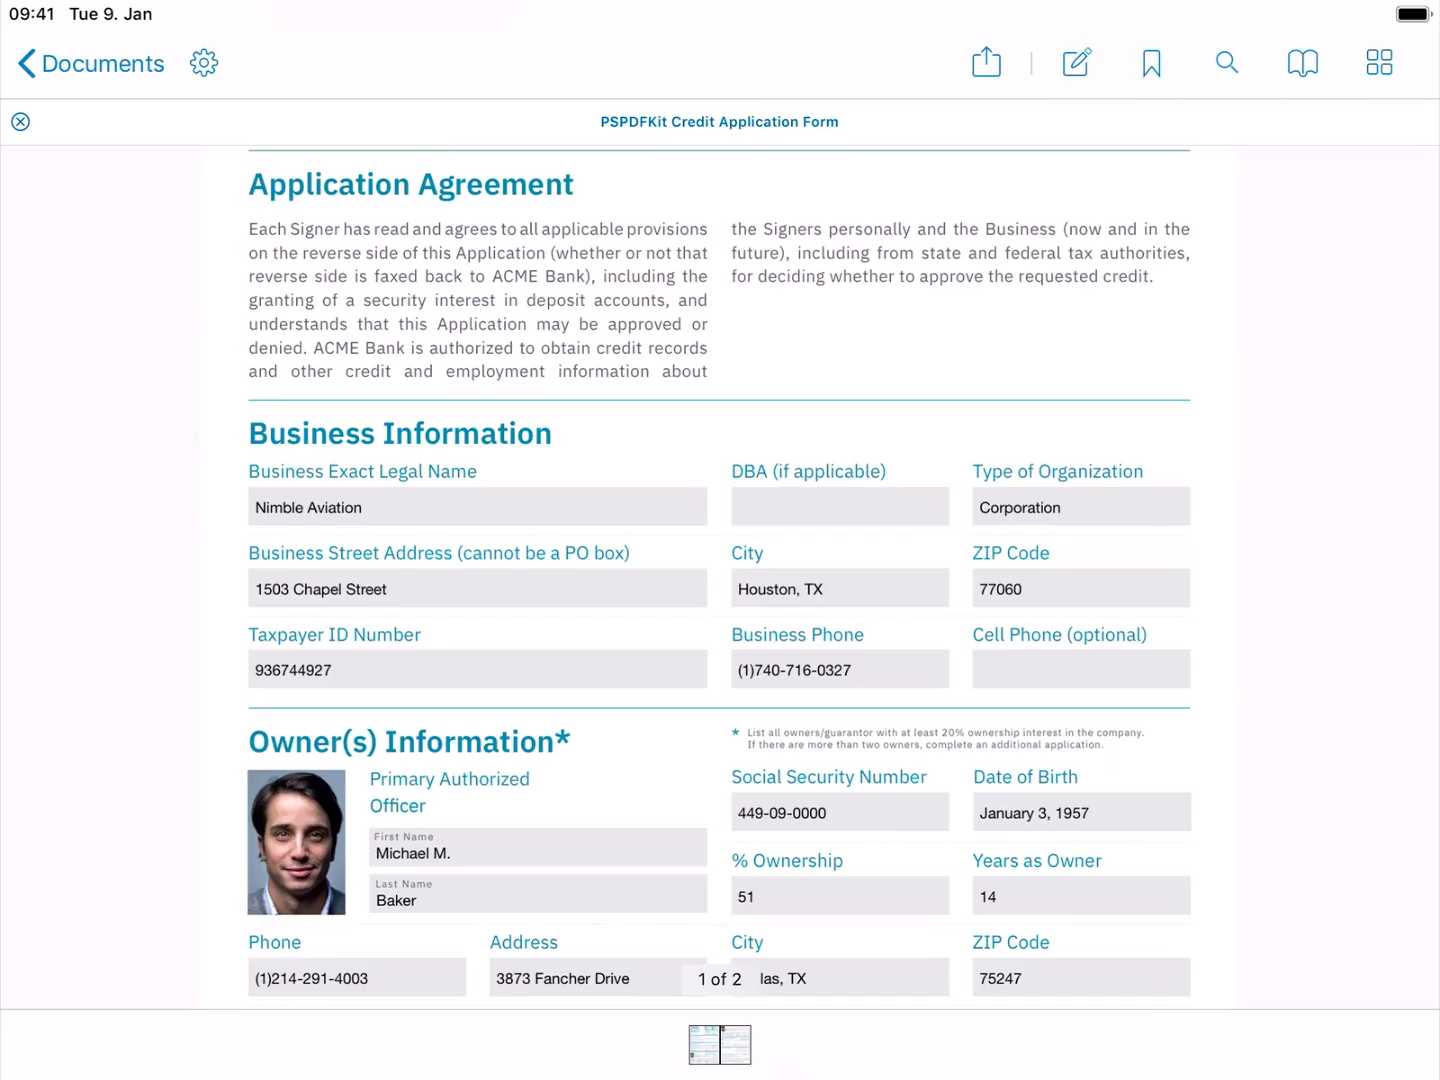 09:41 Tue 9. Jan
Documents
PSPDFKit Credit Application Form
Application Agreement
Each Signer has read and agrees to all applicable provisions
on the reverse side of this Application (whether or not that
reverse side is faxed back to ACME Bank), including the
granting of a security interest in deposit accounts, and
understands that this Application may be approved or
denied. ACME Bank is authorized to obtain credit records
and other credit and employment information about
the Signers personally and the Business (now and in the
future), including from state and federal tax authorities,
for deciding whether to approve the requested credit.
Business Information
Business Exact Legal Name
Nimble Aviation
DBA (if applicable)
Type of Organization
Corporation
Business Street Address (cannot be a PO box)
1503 Chapel Street
City
Houston, TX
ZIP Code
77060
Taxpayer ID Number
936744927
Business Phone
(1)740-716-0327
Cell Phone (optional)
Owner(s) Information*
* List all owners/guarantor with at least 20% ownership interest in the company.
If there are more than two owners, complete an additional application.
Primary Authorized
Officer
First Name
Michael M.
Last Name
Baker
Social Security Number
449-09-0000
Date of Birth
January 3, 1957
% Ownership
51
Years as Owner
14
Phone
(1)214-291-4003
Address
3873 Fancher Drive
City
las, TX
ZIP Code
75247
1 of 2